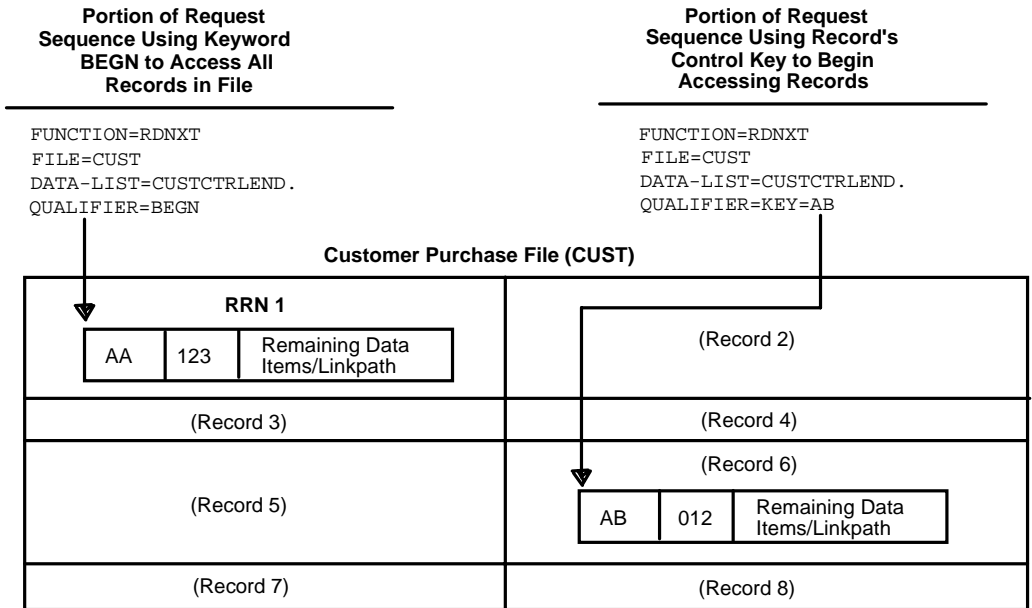 Portion of Request
Sequence Using Keyword
BEGN to Access All
Records in File
FUNCTION=RDNXT
FILE=CUST
DATA-LIST=CUSTCTRLEND.
QUALIFIER=BEGN
Portion of Request
Sequence Using Record's
Control Key to Begin
Accessing Records
FUNCTION=RDNXT
FILE=CUST
DATA-LIST=CUSTCTRLEND.
QUALIFIER=KEY=AB
Customer Purchase File (CUST)
RRN 1
AA 123 Remaining Data
Items/Linkpath
(Record 2)
(Record 3)
(Record 4)
(Record 5)
(Record 6)
AB 012 Remaining Data
Items/Linkpath
(Record 7)
(Record 8)